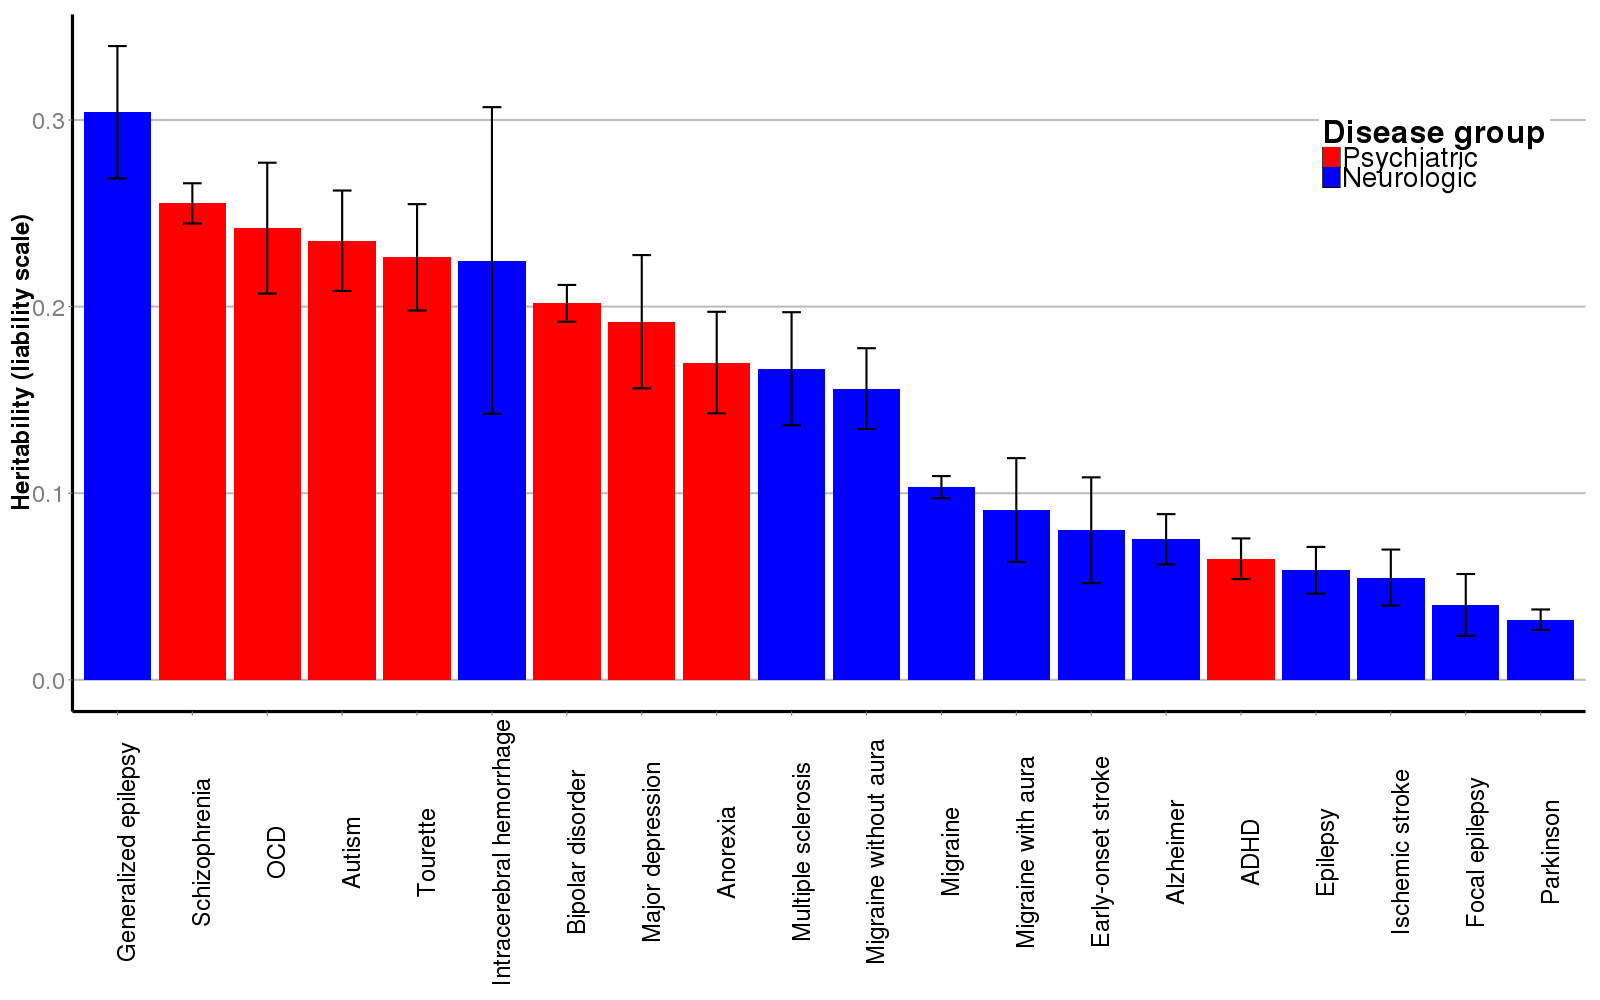 Heritability (liability scale)
0.3
0.2
0.1
0.0
Disease group
Psychiatric
Neurologic
Generalized epilepsy
Schizophrenia
OCD
Autism
Tourette
Intracerebral hemorrhage
Bipolar disorder
Major depression
Anorexia
Multiple sclerosis
Migraine without aura
Migraine
Migraine with aura
Early-onset stroke
Alzheimer
ADHD
Epilepsy
Ischemic stroke
Focal epilepsy
Parkinson